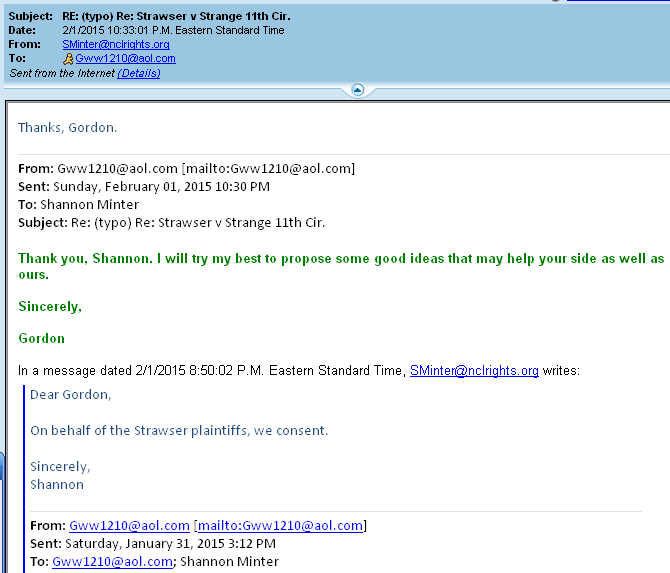 Subject: RE: (typo) Re: Strawser v Strange 11th Cir.
Date: 2/1/2015 10:33:01 P.M. Eastern Standard Time
From: SMinter@nclrights.org
To: Gww1210@aol.com
Sent from the Internet (Details)
Thanks, Gordon.
From: Gww1210@aol.com [mailto:Gww1210@aol.com]
Sent: Sunday, February 01, 2015 10:30 PM
To: Shannon Minter
Subject: Re: (typo) Re: Strawser v Strange 11th Cir.
Thank you, Shannon. I will try my best to propose some good ideas that may help your side as well as
ours.
Sincerely,
Gordon
In a message dated 2/1/2015 8:50:02 P.M. Eastern Standard Time, SMinter@nclrights.org writes:
Dear Gordon,
On behalf of the Strawser plaintiffs, we consent.
Sincerely,
Shannon
From: Gww1210@aol.com [mailto:Gww1210@aol.com]
Sent: Saturday, January 31, 2015 3:12 PM
To: Gww1210@aol.com; Shannon Minter